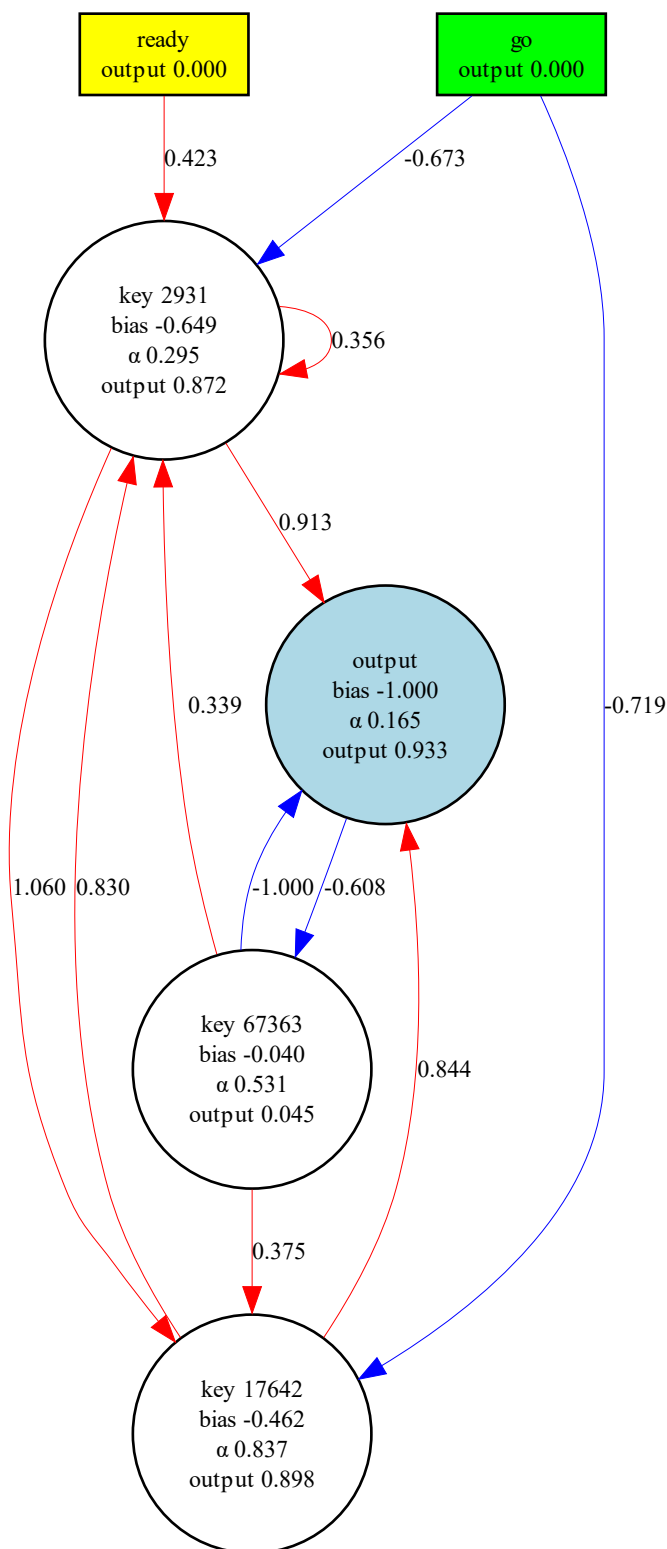 ready
output 0.000
go
output 0.000
0.423
-0.673
key 2931
bias -0.649
α 0.295
output 0.872
0.356
0.913
output
bias -1.000
α 0.165
output 0.933
0.339
-0.719
1.060
0.830
-1.000
-0.608
key 67363
bias -0.040
α 0.531
output 0.045
0.844
0.375
key 17642
bias -0.462
α 0.837
output 0.898